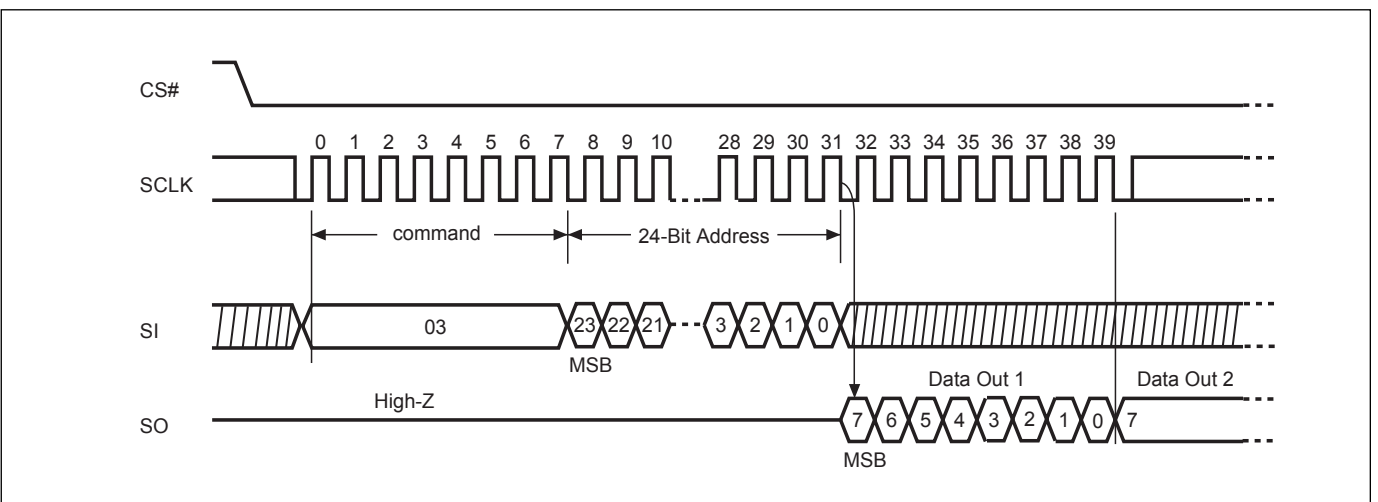 CS#
0 1 2 3 4 5 6 7 8 9 10 28 29 30 31 32 33 34 35 36 37 38 39
SCLK
command 24-Bit Address
SI 03 23 22 21 3 2 1 0
MSB
Data Out 1 Data Out 2
High-Z
SO 7 6 5 4 3 2 1 0 7
MSB